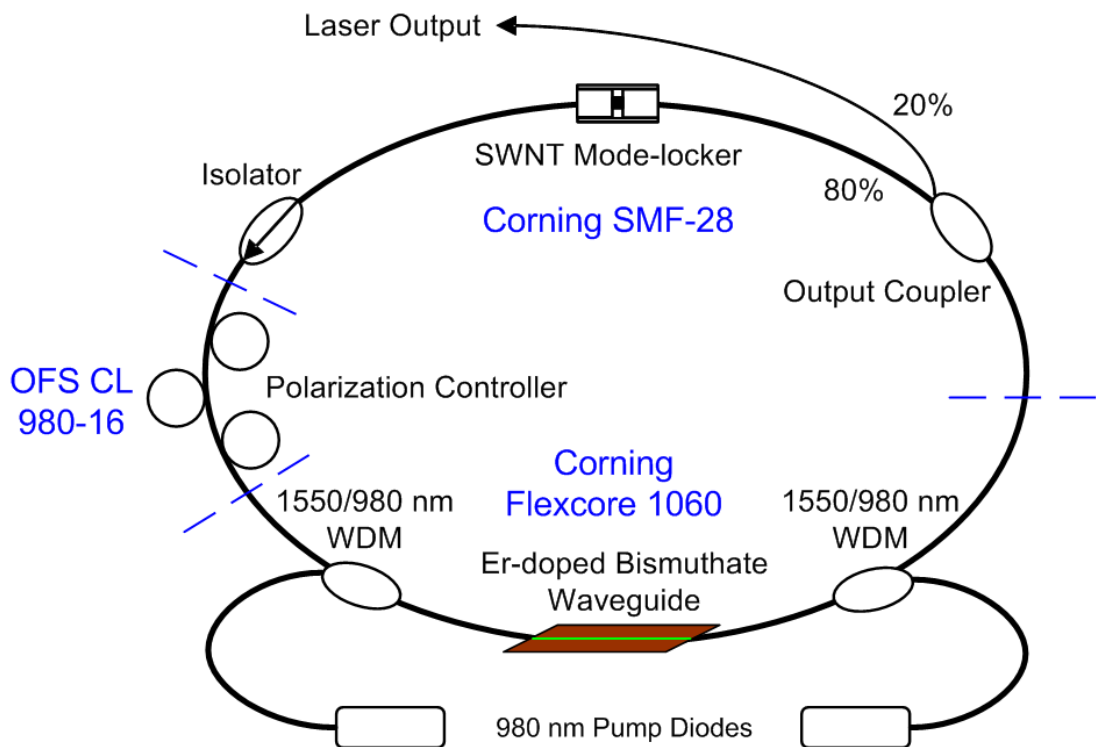 Laser Output
20%
SWNT Mode-locker
80%
Isolator
Corning SMF-28
Output Coupler
OFS CL
980-16
Polarization Controller
Corning
Flexcore 1060
1550/980 nm
WDM
1550/980 nm
WDM
Er-doped Bismuthate
Waveguide
980 nm Pump Diodes